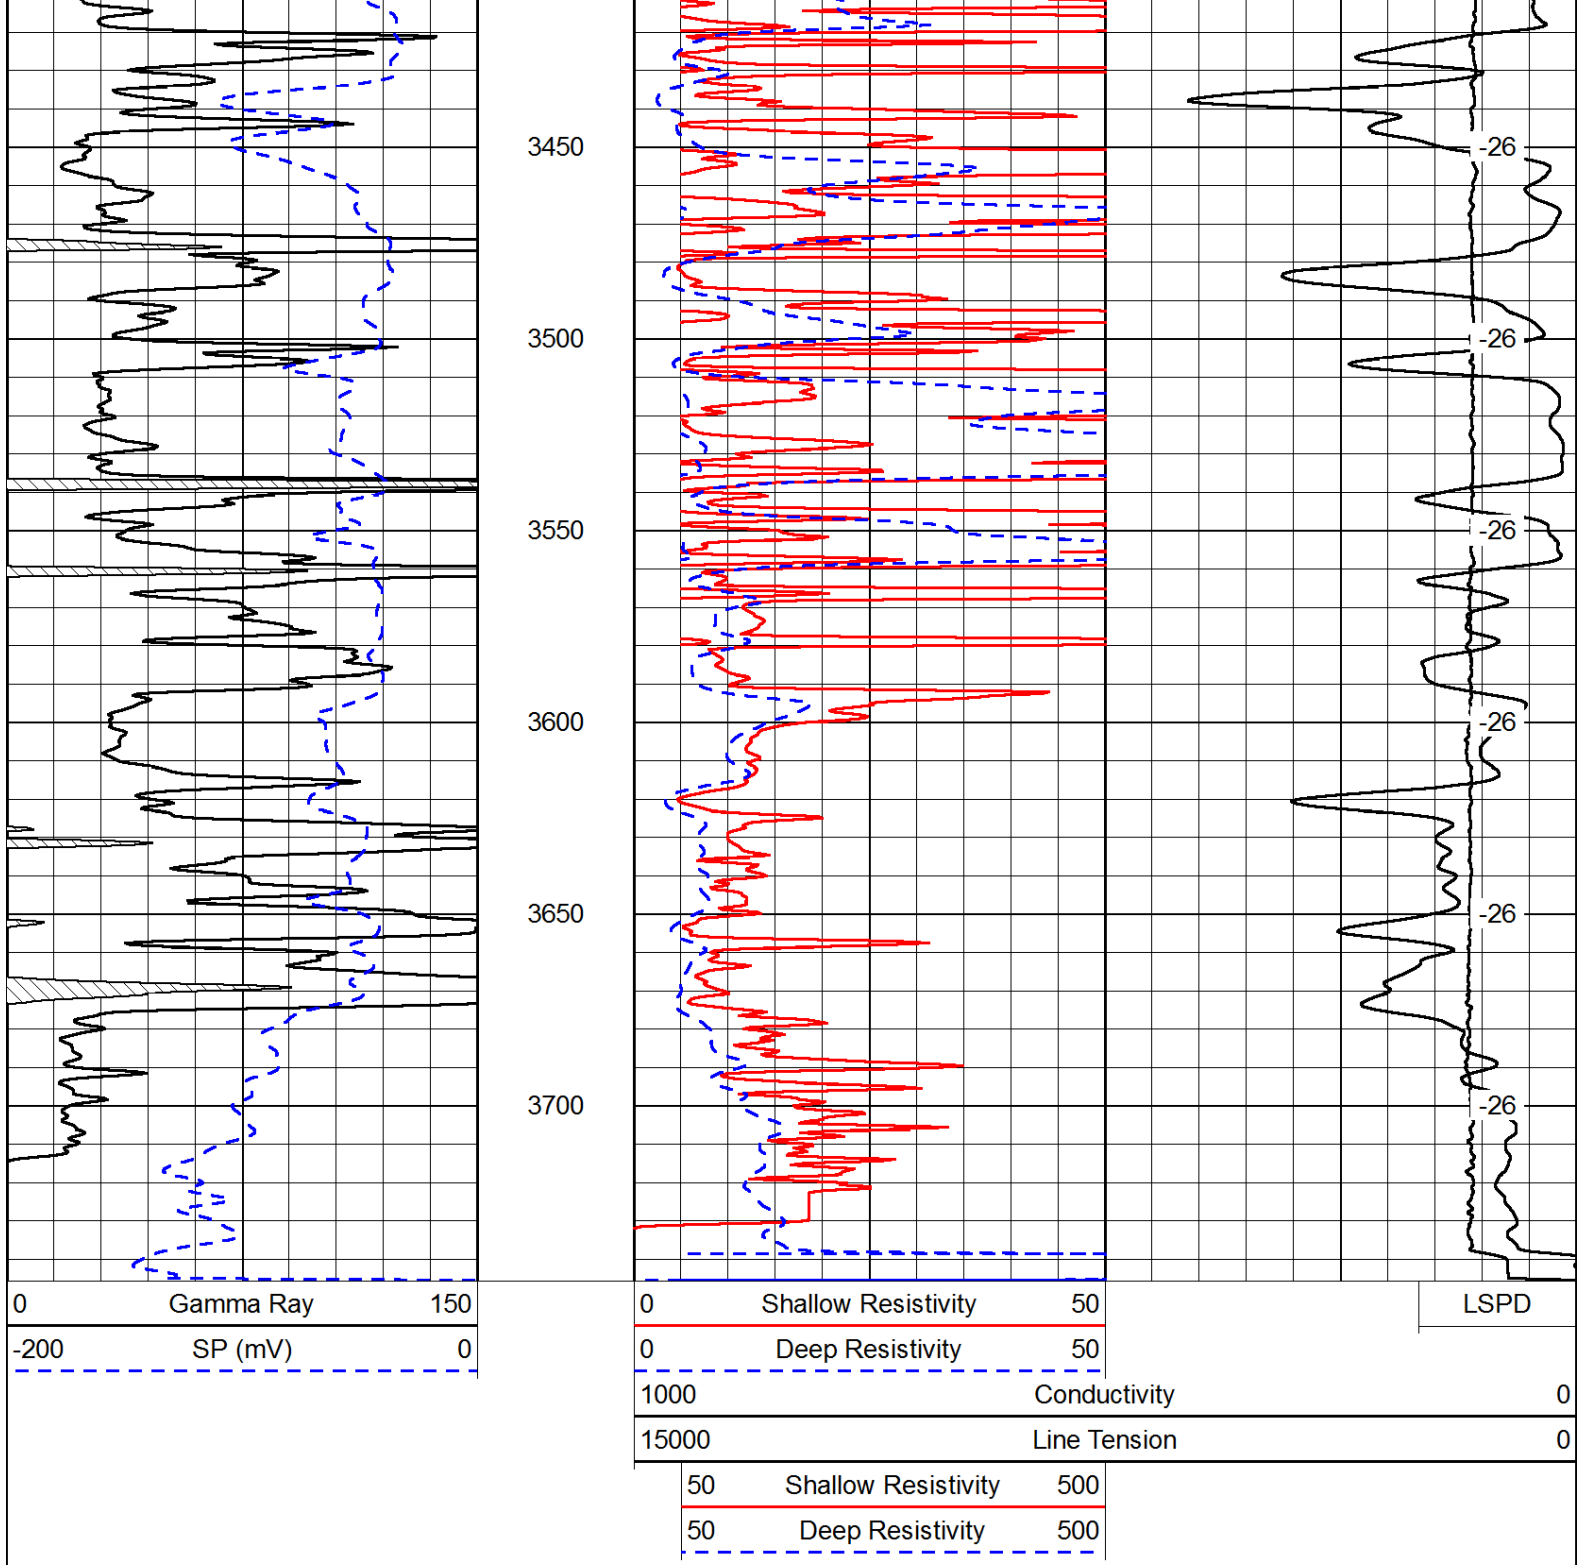 3450 -26
3500 -26
3550 -26
3600 -26
3650 -26
3700 -26
0 Gamma Ray 150
-200 SP (mV) 0
0 Shallow Resistivity 50
0 Deep Resistivity 50
1000 Conductivity 0
15000 Line Tension 0
50 Shallow Resistivity 500
50 Deep Resistivity 500
LSPD